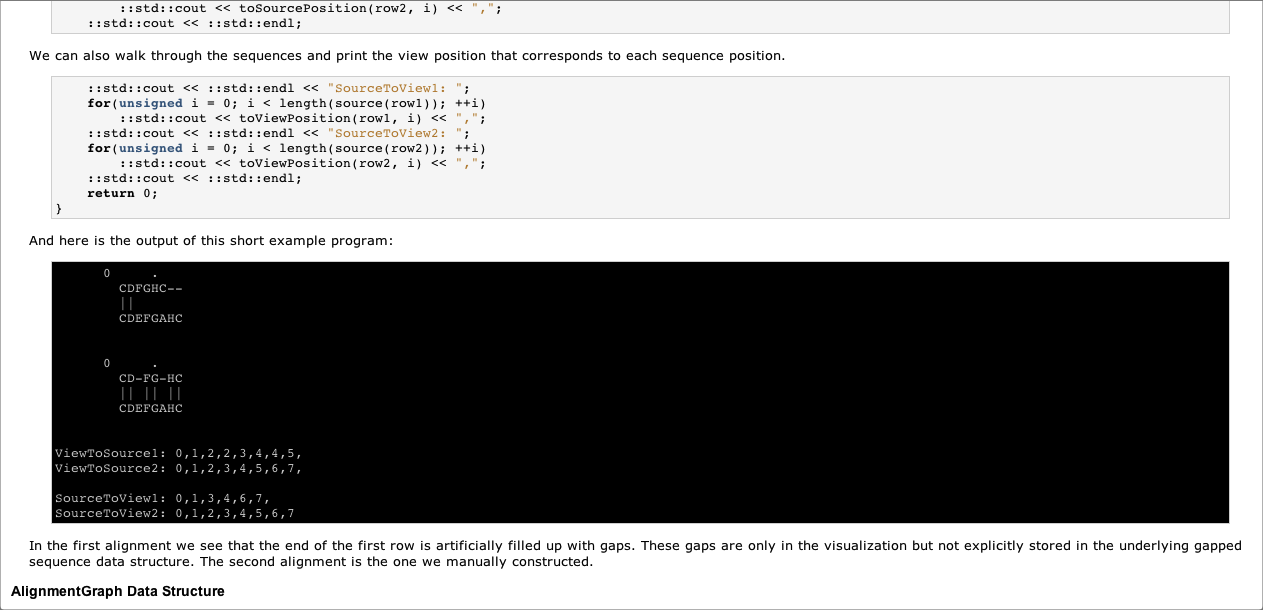 ::std::cout << toSourcePosition(row2, i) << ",";
    ::std::cout << ::std::endl;
We can also walk through the sequences and print the view position that corresponds to each sequence position.
    ::std::cout << ::std::endl << "SourceToView1: ";
    for(unsigned i = 0; i < length(source(row1)); ++i)
        ::std::cout << toViewPosition(row1, i) << ",";
    ::std::cout << ::std::endl << "SourceToView2: ";
    for(unsigned i = 0; i < length(source(row2)); ++i)
        ::std::cout << toViewPosition(row2, i) << ",";
    ::std::cout << ::std::endl;
    return 0;
}
And here is the output of this short example program:
      0     .
        CDFGHC--
        ||
        CDEFGAHC
      0     .
        CD-FG-HC
        || || ||
        CDEFGAHC
ViewToSource1: 0,1,2,2,3,4,4,5,
ViewToSource2: 0,1,2,3,4,5,6,7,
SourceToView1: 0,1,3,4,6,7,
SourceToView2: 0,1,2,3,4,5,6,7
In the first alignment we see that the end of the first row is artificially filled up with gaps. These gaps are only in the visualization but not explicitly stored in the underlying gapped
sequence data structure. The second alignment is the one we manually constructed.
AlignmentGraph Data Structure